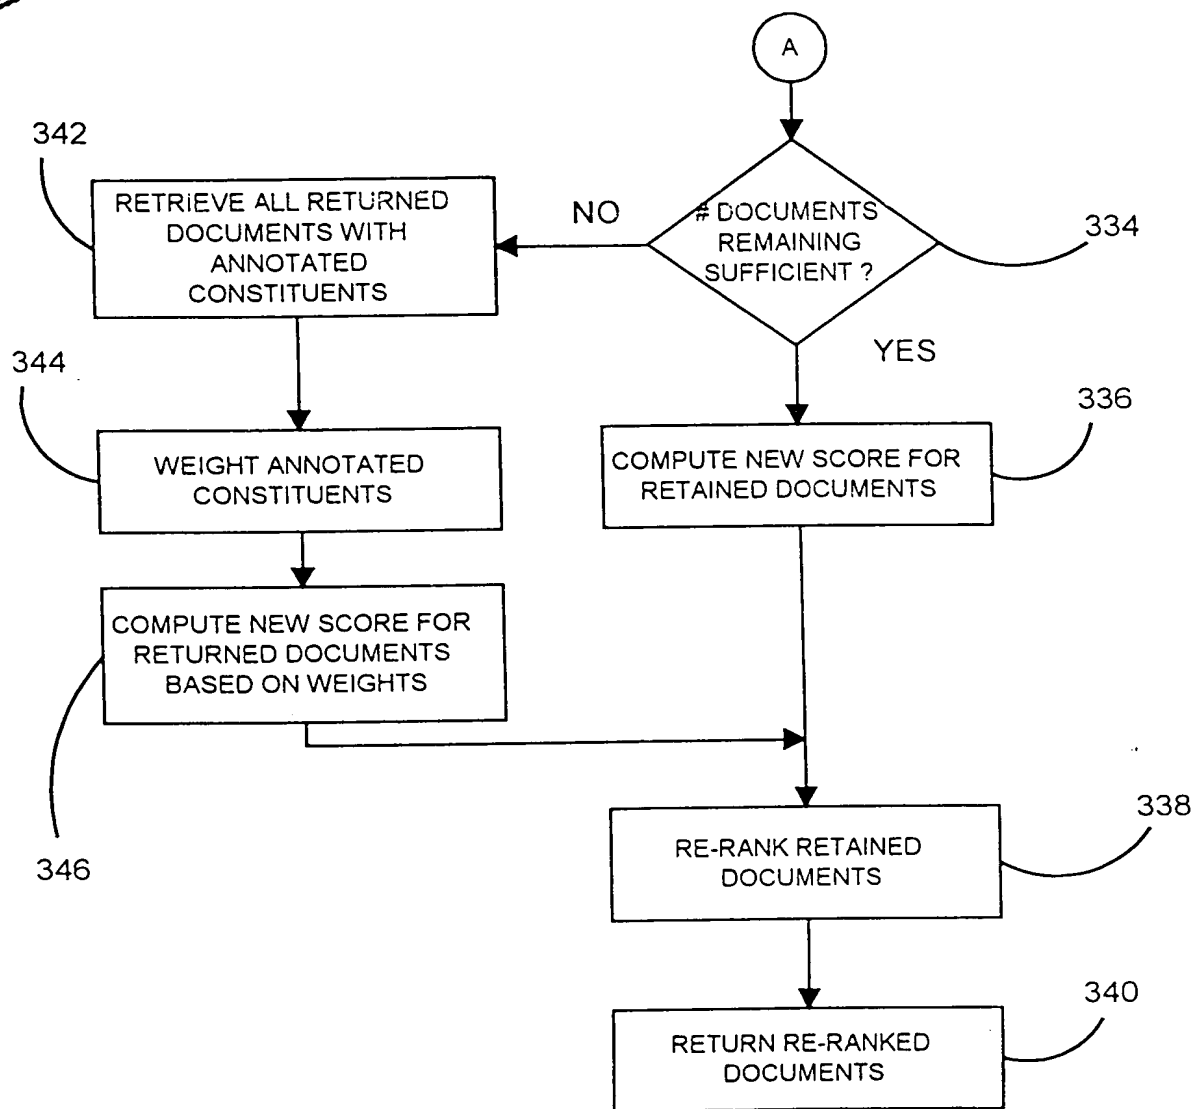 A
342
RETRIEVE ALL RETURNED
DOCUMENTS WITH
ANNOTATED
CONSTITUENTS
NO
# DOCUMENTS
REMAINING
SUFFICIENT ?
334
YES
344
WEIGHT ANNOTATED
CONSTITUENTS
336
COMPUTE NEW SCORE FOR
RETAINED DOCUMENTS
COMPUTE NEW SCORE FOR
RETURNED DOCUMENTS
BASED ON WEIGHTS
346
338
RE-RANK RETAINED
DOCUMENTS
340
RETURN RE-RANKED
DOCUMENTS